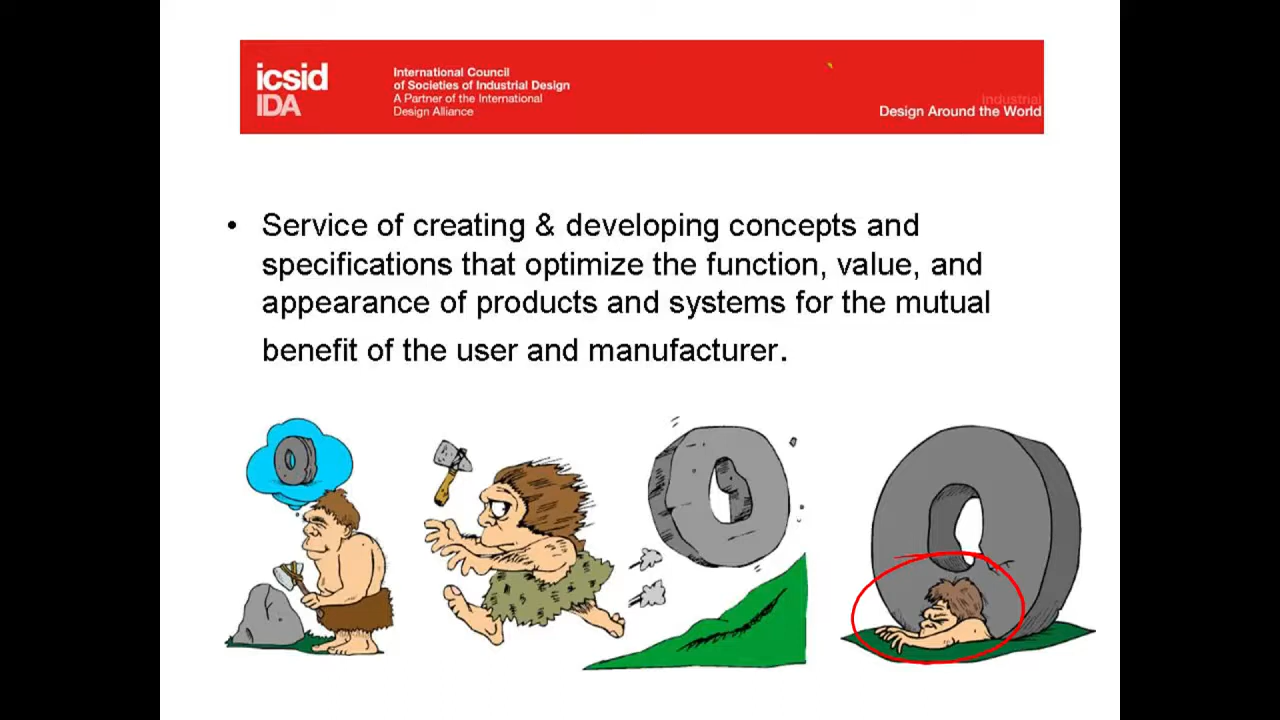 icsid
IDA
International Council
of Societies of Industrial Design
A Partner of the International
Design Alliance
Industrial
Design Around the World
• Service of creating & developing concepts and
specifications that optimize the function, value, and
appearance of products and systems for the mutual
benefit of the user and manufacturer.